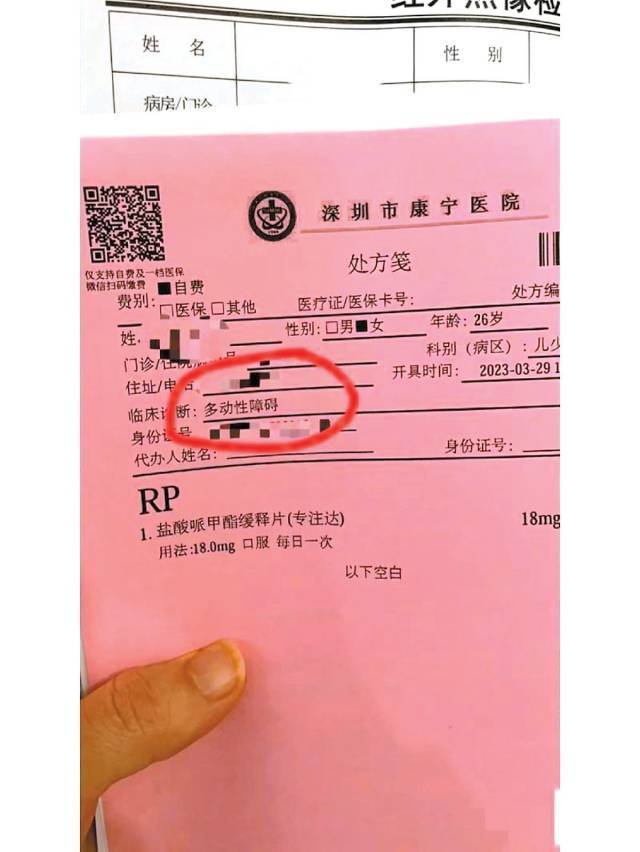 红外热像检
姓 名
性 别
病房/门诊
深圳市康宁医院
处方笺
仅支持自费及一档医保
微信扫码缴费
费别: ■自费
□医保 □其他
医疗证/医保卡号:
处方编
姓
性别: □男■女
年龄: 26岁
门诊/住院
科别(病区): 儿少
住址/电
开具时间: 2023-03-29 1
临床诊断: 多动性障碍
身份证号
代办人姓名:
身份证号:
RP
1. 盐酸哌甲酯缓释片(专注达)
18mg
用法:18.0mg 口服 每日一次
以下空白